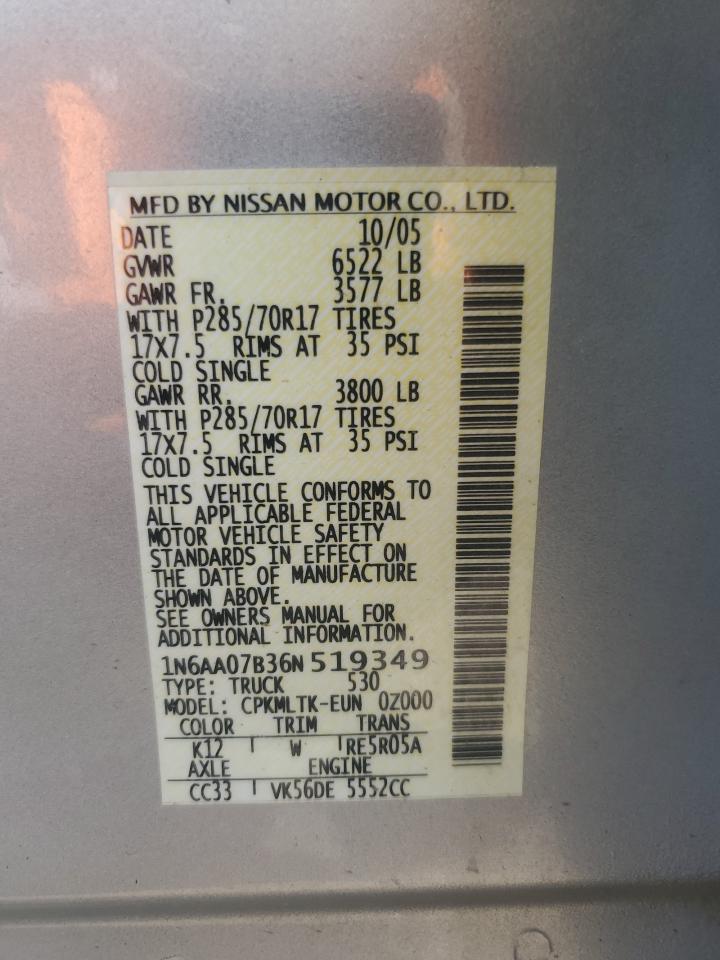 MFD BY NISSAN MOTOR CO., LTD.
DATE 10/05
GVWR 6522 LB
GAWR FR. 3577 LB
WITH P285/70R17 TIRES
17X7.5 RIMS AT 35 PSI
COLD SINGLE
GAWR RR. 3800 LB
WITH P285/70R17 TIRES
17X7.5 RIMS AT 35 PSI
COLD SINGLE
THIS VEHICLE CONFORMS TO
ALL APPLICABLE FEDERAL
MOTOR VEHICLE SAFETY
STANDARDS IN EFFECT ON
THE DATE OF MANUFACTURE
SHOWN ABOVE.
SEE OWNERS MANUAL FOR
ADDITIONAL INFORMATION.
1N6AA07B36N 519349
TYPE: TRUCK 530
MODEL: CPKMLTK-EUN 0Z000
COLOR TRIM TRANS
K12 W RE5R05A
AXLE ENGINE
CC33 VK56DE 5552CC